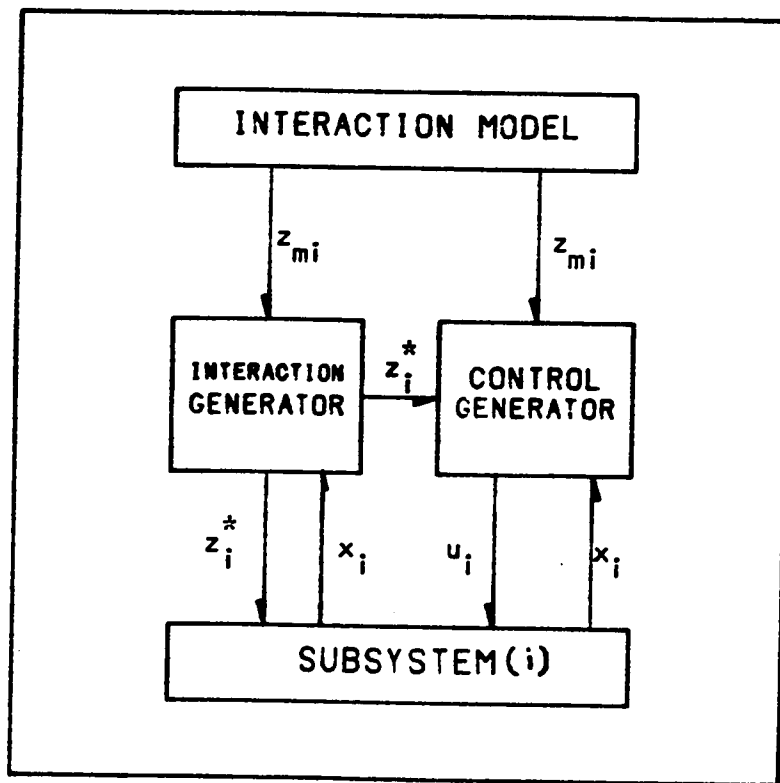 INTERACTION MODEL
z_mi
z_mi
INTERACTION
GENERATOR
z_i^*
CONTROL
GENERATOR
z_i^*
x_i
u_i
x_i
SUBSYSTEM(i)